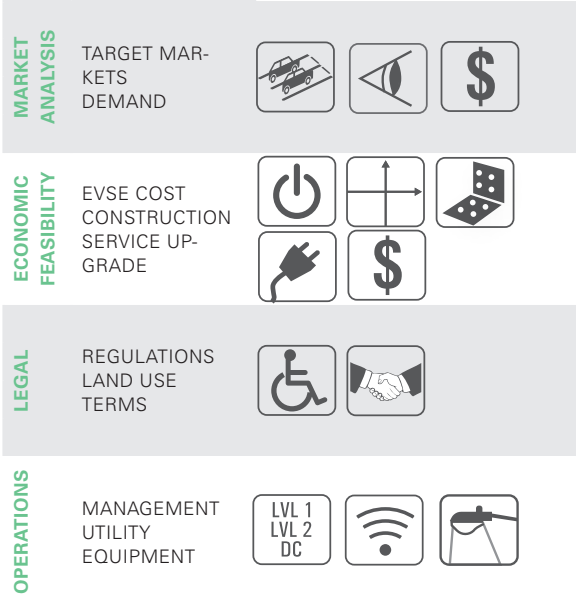 MARKET
ANALYSIS
TARGET MAR-
KETS
DEMAND
$
ECONOMIC
FEASIBILITY
EVSE COST
CONSTRUCTION
SERVICE UP-
GRADE
$
LEGAL
REGULATIONS
LAND USE
TERMS
OPERATIONS
MANAGEMENT
UTILITY
EQUIPMENT
LVL 1
LVL 2
DC